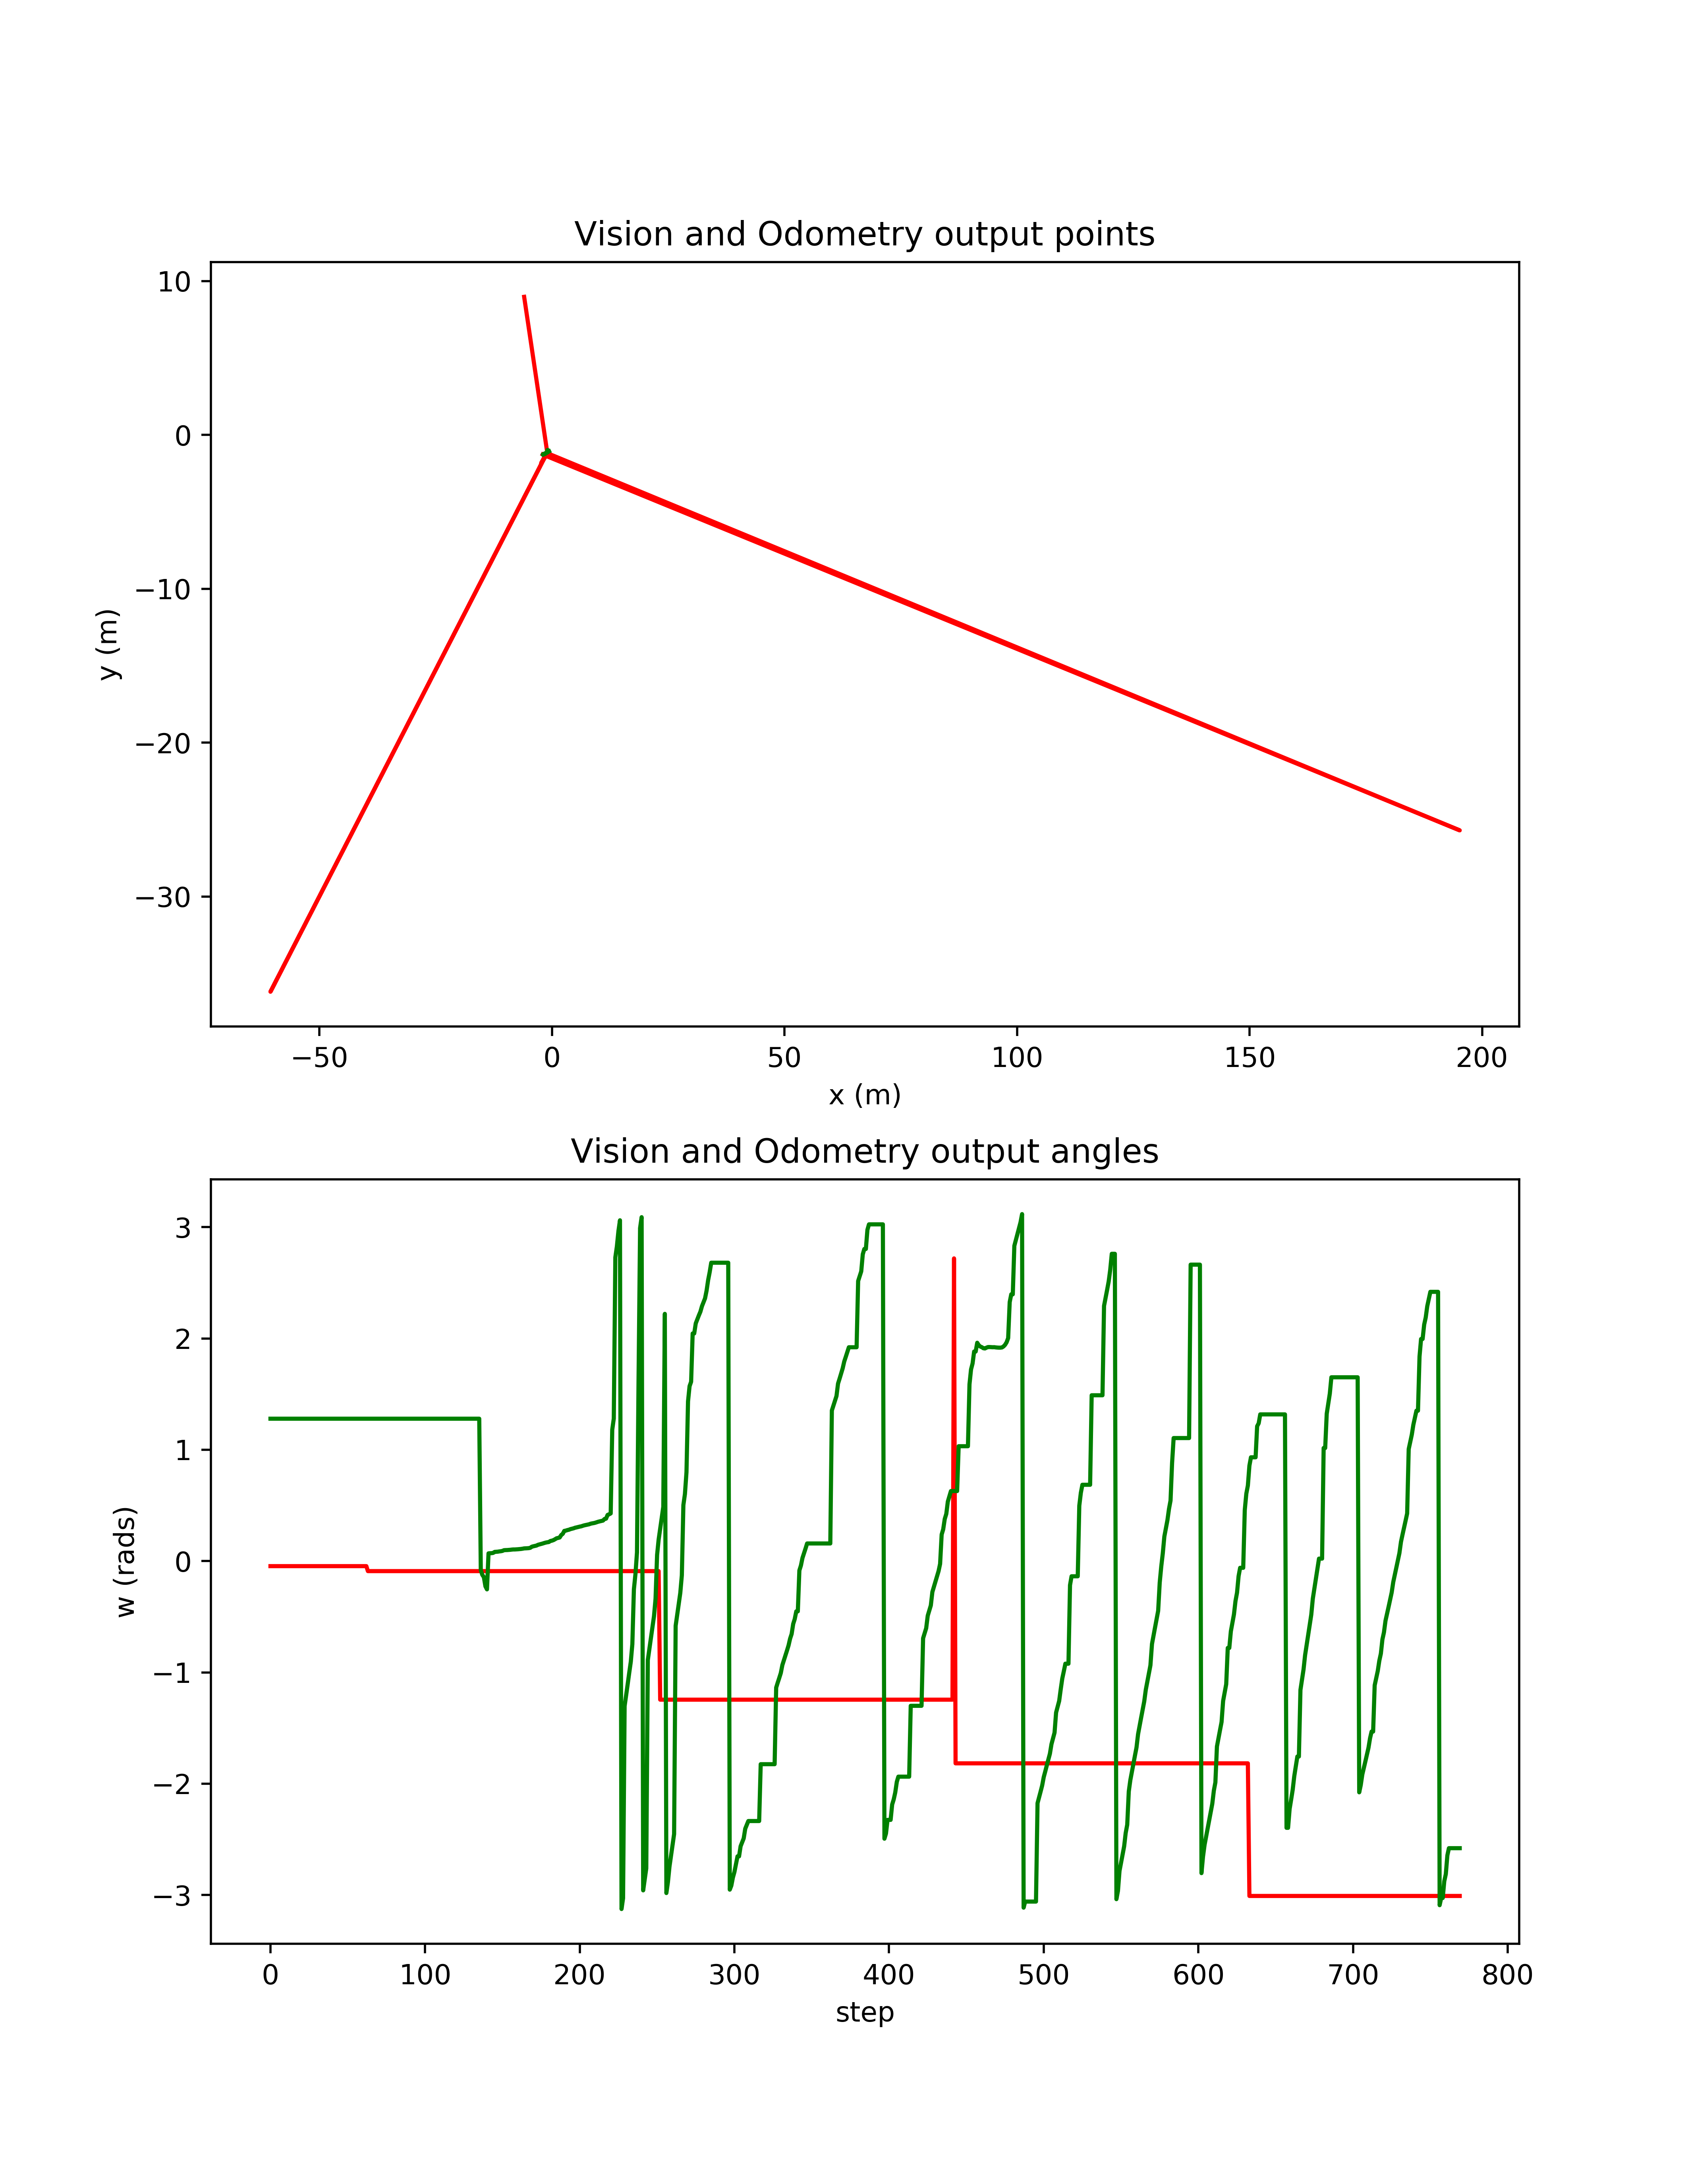 Vision and Odometry output points
10
0
−10
−20
−30
y (m)
−50 0 50 100 150 200
x (m)
Vision and Odometry output angles
3
2
1
0
−1
−2
−3
w (rads)
0 100 200 300 400 500 600 700 800
step